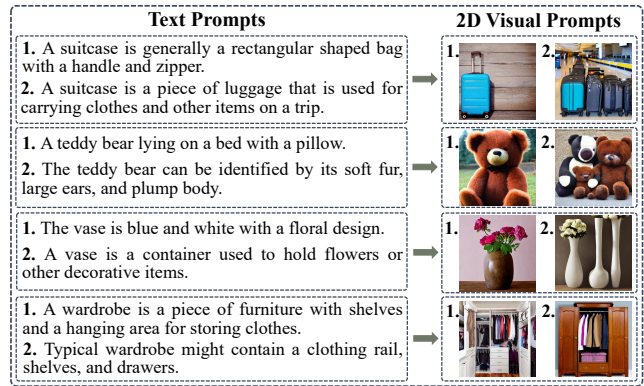 Text Prompts
2D Visual Prompts
1. A suitcase is generally a rectangular shaped bag
with a handle and zipper.
2. A suitcase is a piece of luggage that is used for
carrying clothes and other items on a trip.
1.
2.
1. A teddy bear lying on a bed with a pillow.
2. The teddy bear can be identified by its soft fur,
large ears, and plump body.
1.
2.
1. The vase is blue and white with a floral design.
2. A vase is a container used to hold flowers or
other decorative items.
1.
2.
1. A wardrobe is a piece of furniture with shelves
and a hanging area for storing clothes.
2. Typical wardrobe might contain a clothing rail,
shelves, and drawers.
1.
2.